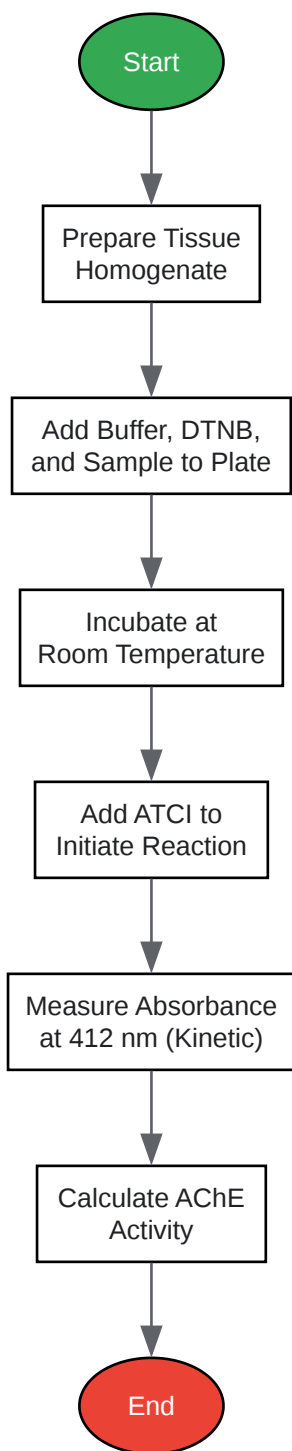 Start
Prepare Tissue
Homogenate
Add Buffer, DTNB,
and Sample to Plate
Incubate at
Room Temperature
Add ATCI to
Initiate Reaction
Measure Absorbance
at 412 nm (Kinetic)
Calculate AChE
Activity
End